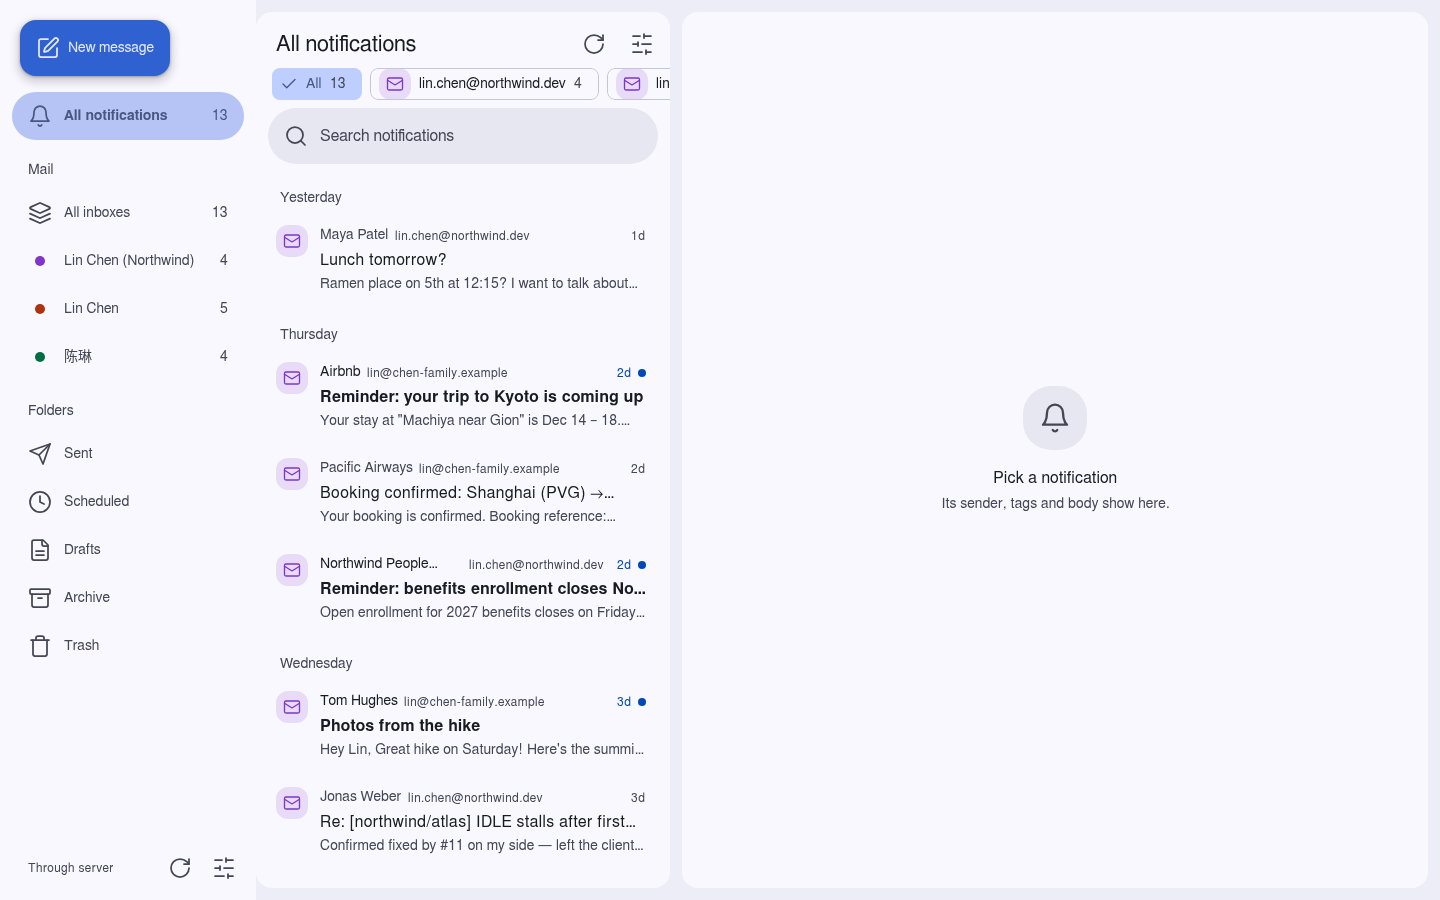 New message
All notifications 13
Mail
All inboxes 13
Lin Chen (Northwind) 4
Lin Chen 5
陈琳 4
Folders
Sent
Scheduled
Drafts
Archive
Trash
Through server
All notifications
All 13 lin.chen@northwind.dev 4 lin
Search notifications
Yesterday
Maya Patel lin.chen@northwind.dev 1d
Lunch tomorrow?
Ramen place on 5th at 12:15? I want to talk about…
Thursday
Airbnb lin@chen-family.example 2d
Reminder: your trip to Kyoto is coming up
Your stay at "Machiya near Gion" is Dec 14 – 18.…
Pacific Airways lin@chen-family.example 2d
Booking confirmed: Shanghai (PVG) →…
Your booking is confirmed. Booking reference:…
Northwind People… lin.chen@northwind.dev 2d
Reminder: benefits enrollment closes No…
Open enrollment for 2027 benefits closes on Friday…
Wednesday
Tom Hughes lin@chen-family.example 3d
Photos from the hike
Hey Lin, Great hike on Saturday! Here's the summi…
Jonas Weber lin.chen@northwind.dev 3d
Re: [northwind/atlas] IDLE stalls after first…
Confirmed fixed by #11 on my side — left the client…
Pick a notification
Its sender, tags and body show here.